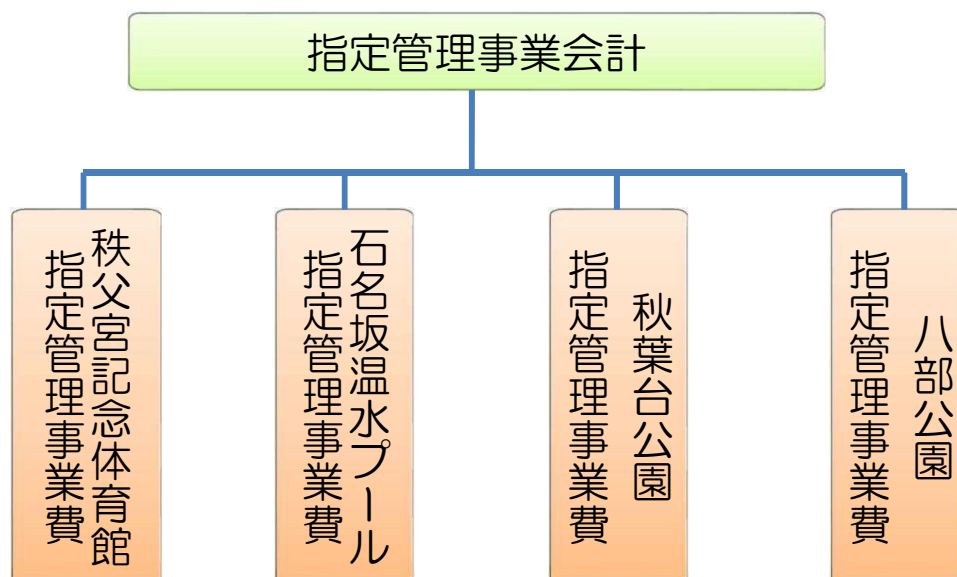 指定管理事業会計
秩父宮記念体育館
指定管理事業費
石名坂温水プール
指定管理事業費
秋葉台公園
指定管理事業費
八部公園
指定管理事業費